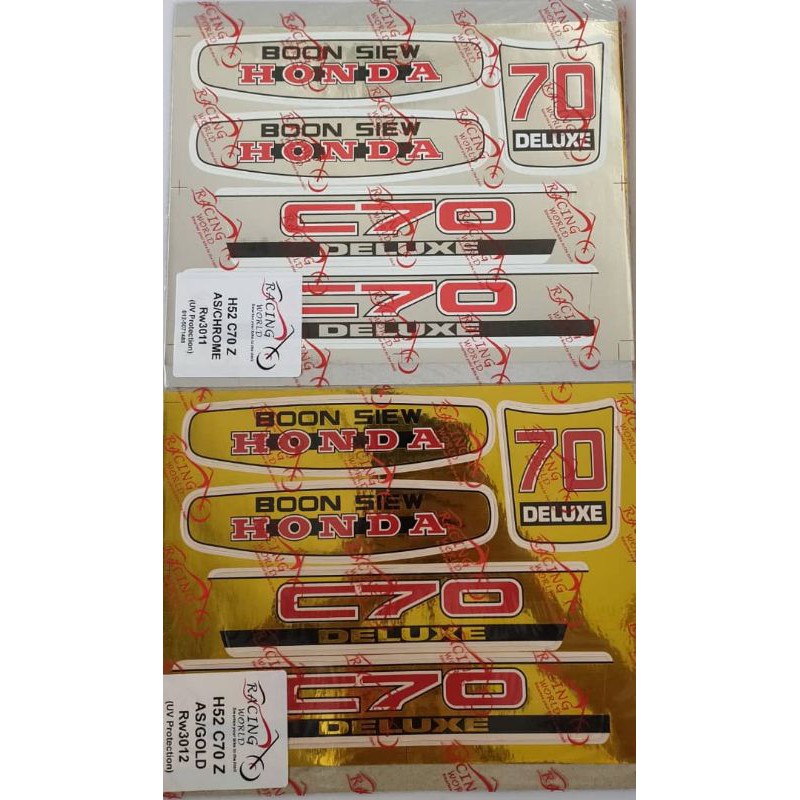 BOON SIEW
HONDA
70
DELUXE
BOON SIEW
HONDA
C70
DELUXE
C70
DELUXE
RACING
WORLD
H52 C70 Z
AS/CHROME
Rw3011
(UV Protection)
BOON SIEW
HONDA
70
DELUXE
BOON SIEW
HONDA
C70
DELUXE
C70
DELUXE
RACING
WORLD
H52 C70 Z
AS/GOLD
Rw3012
(UV Protection)